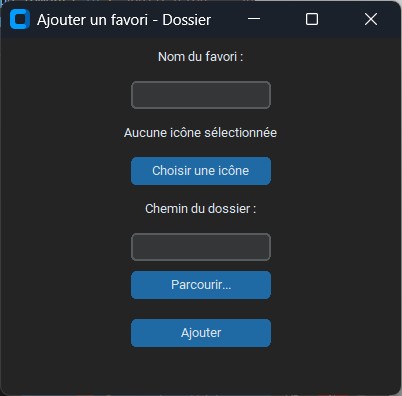 Ajouter un favori - Dossier
Nom du favori :
Aucune icône sélectionnée
Choisir une icône
Chemin du dossier :
Parcourir...
Ajouter